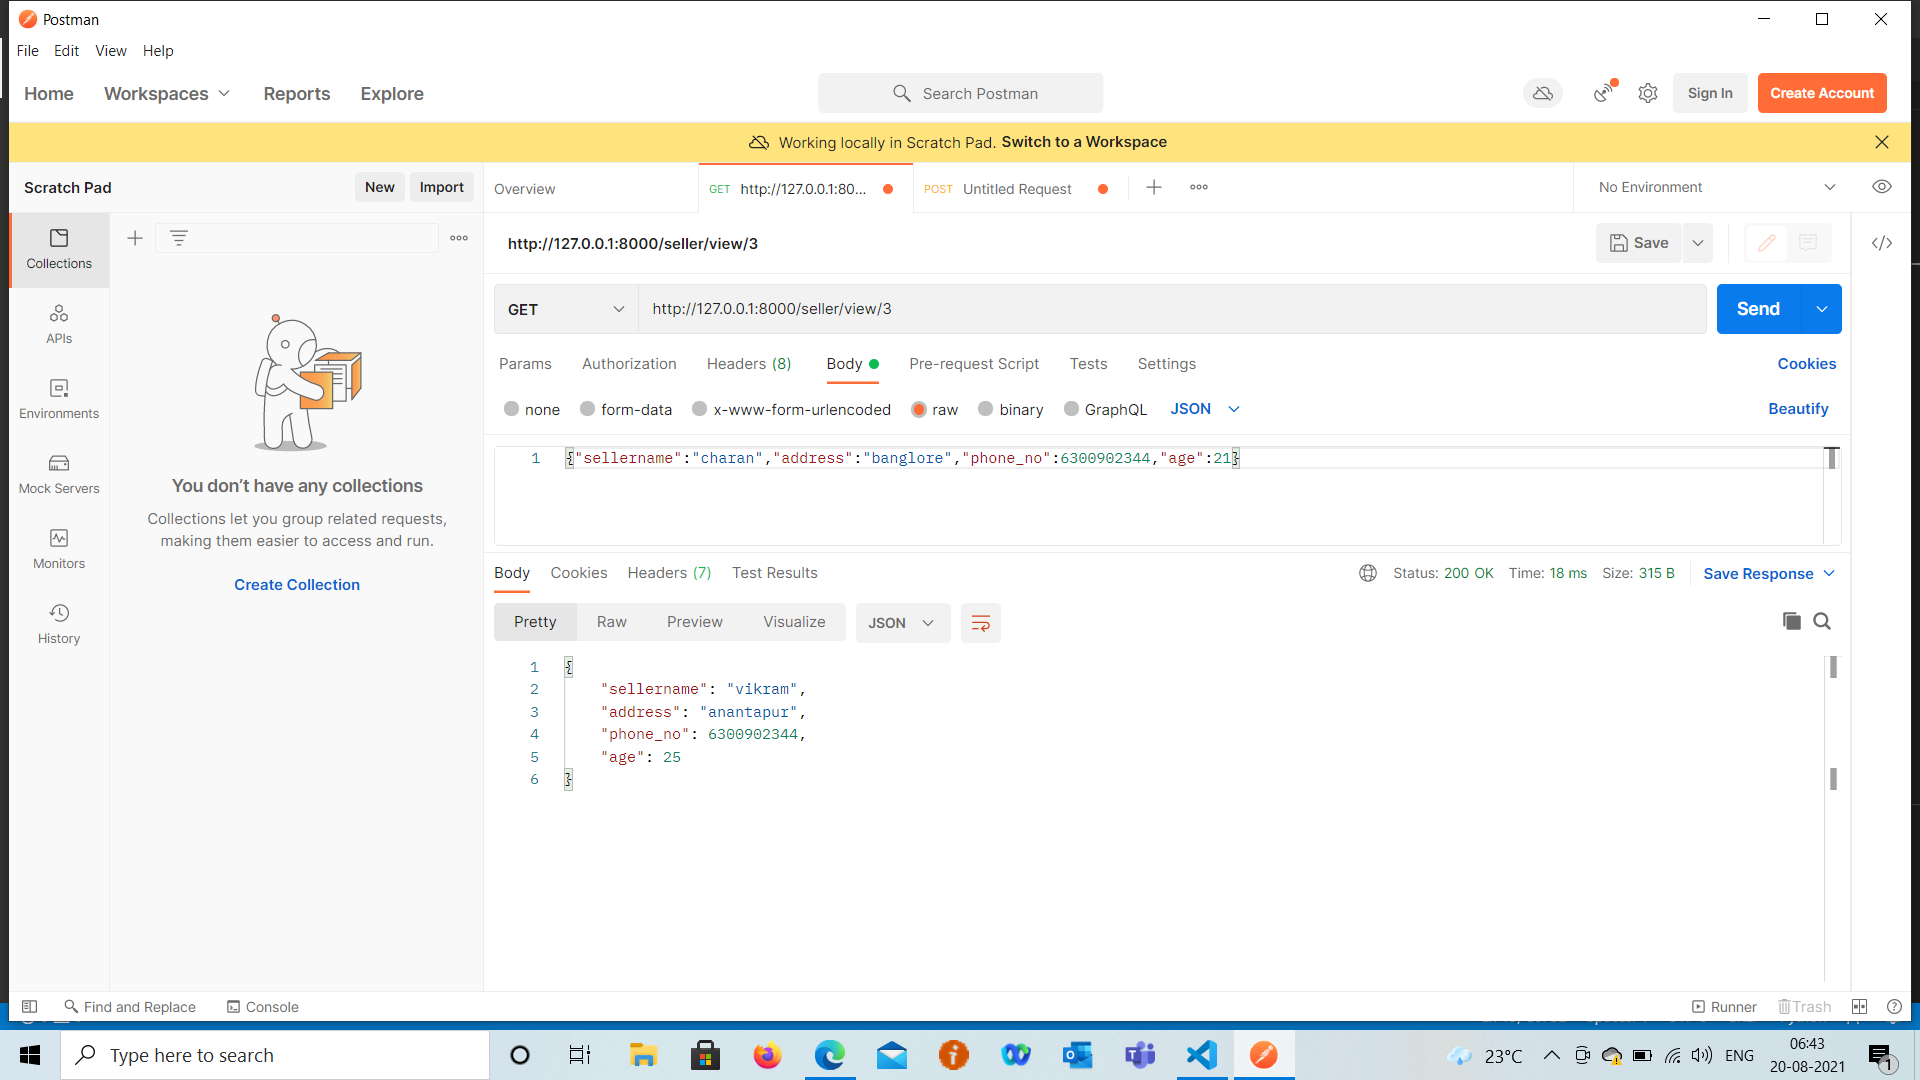 Postman
File Edit View Help
Home Workspaces Reports Explore Search Postman Sign In Create Account
Working locally in Scratch Pad. Switch to a Workspace
Scratch Pad New Import Overview GET http://127.0.0.1:80... POST Untitled Request No Environment
Collections
APIs
Environments
Mock Servers
Monitors
History
You don't have any collections
Collections let you group related requests,
making them easier to access and run.
Create Collection
http://127.0.0.1:8000/seller/view/3 Save
GET http://127.0.0.1:8000/seller/view/3 Send
Params Authorization Headers (8) Body Pre-request Script Tests Settings Cookies
none form-data x-www-form-urlencoded raw binary GraphQL JSON Beautify
1 {"sellername":"charan","address":"banglore","phone_no":6300902344,"age":21}
Body Cookies Headers (7) Test Results Status: 200 OK Time: 18 ms Size: 315 B Save Response
Pretty Raw Preview Visualize JSON
1 {
2 "sellername": "vikram",
3 "address": "anantapur",
4 "phone_no": 6300902344,
5 "age": 25
6 }
Find and Replace Console Runner Trash
Type here to search 23°C ENG 06:43
20-08-2021 1